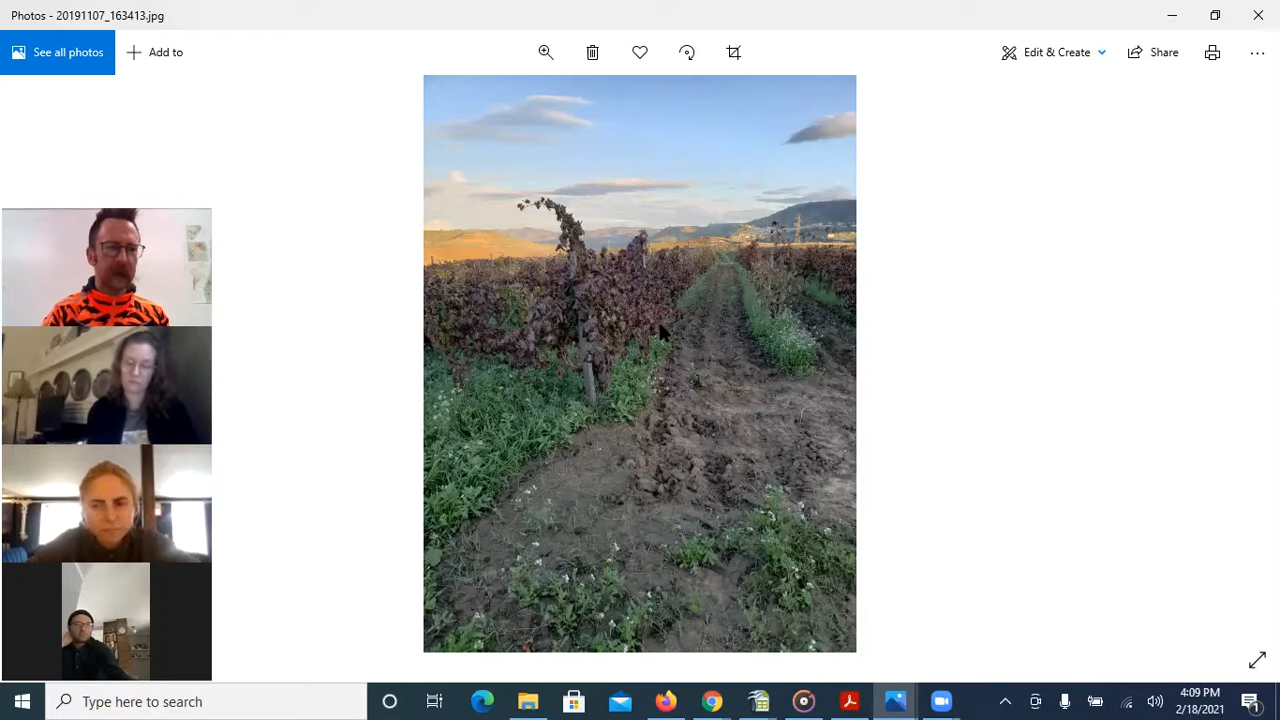 Photos - 20191107_163413.jpg
See all photos
Add to
Edit & Create
Share
Type here to search
4:09 PM
2/18/2021
1